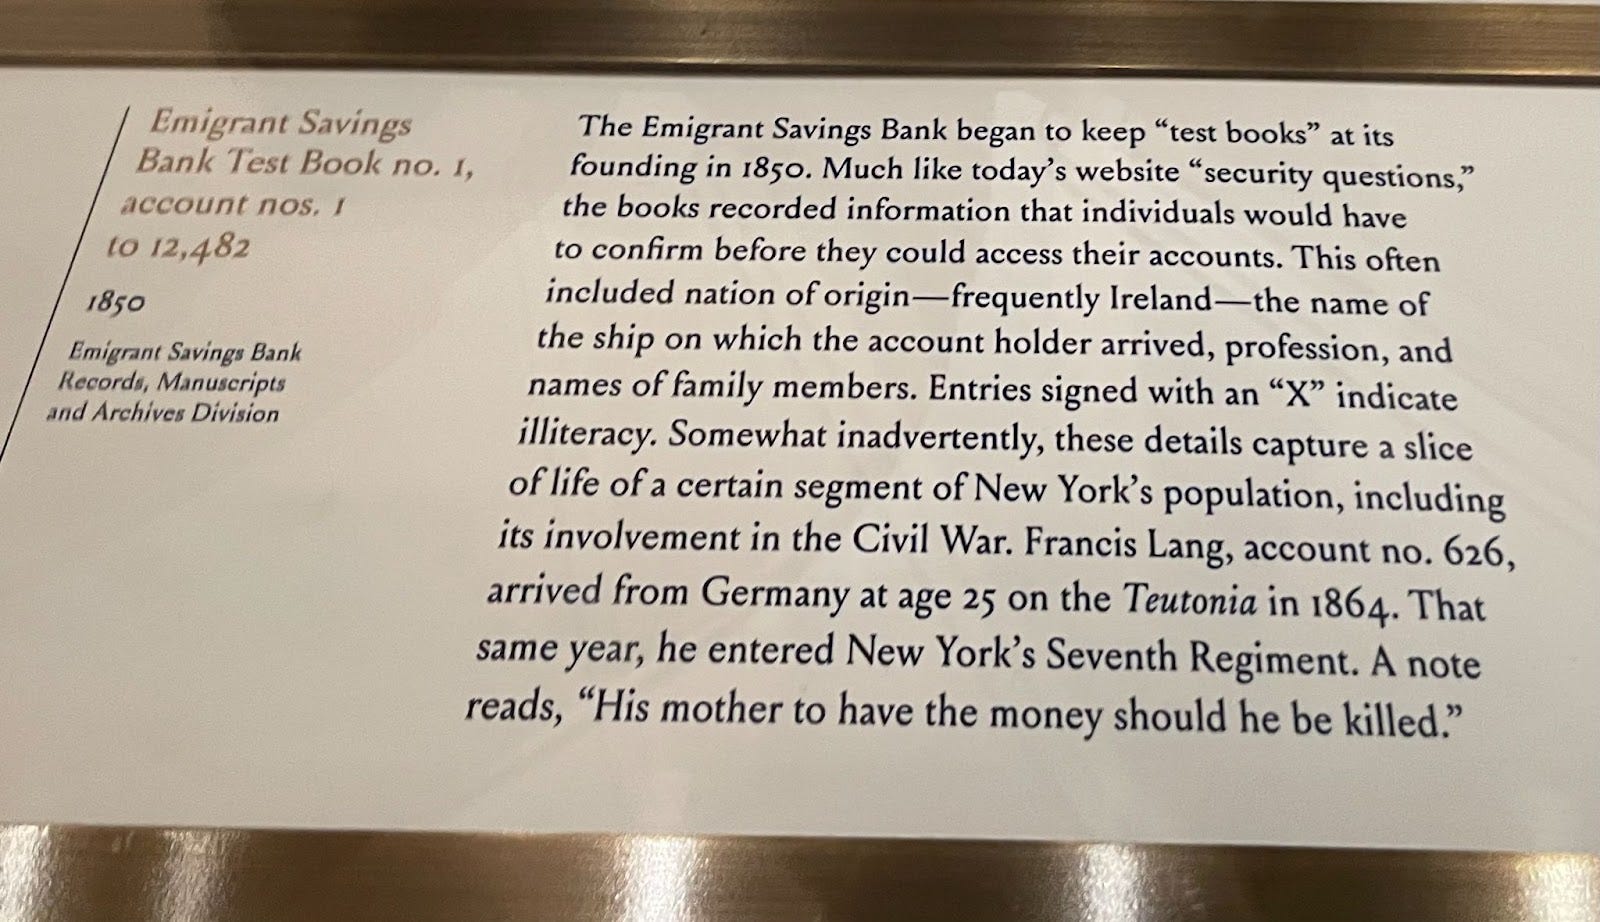 Emigrant Savings
Bank Test Book no. 1,
account nos. 1
to 12,482
1850
Emigrant Savings Bank
Records, Manuscripts
and Archives Division
The Emigrant Savings Bank began to keep “test books” at its
founding in 1850. Much like today’s website “security questions,”
the books recorded information that individuals would have
to confirm before they could access their accounts. This often
included nation of origin—frequently Ireland—the name of
the ship on which the account holder arrived, profession, and
names of family members. Entries signed with an “X” indicate
illiteracy. Somewhat inadvertently, these details capture a slice
of life of a certain segment of New York’s population, including
its involvement in the Civil War. Francis Lang, account no. 626,
arrived from Germany at age 25 on the Teutonia in 1864. That
same year, he entered New York’s Seventh Regiment. A note
reads, “His mother to have the money should he be killed.”